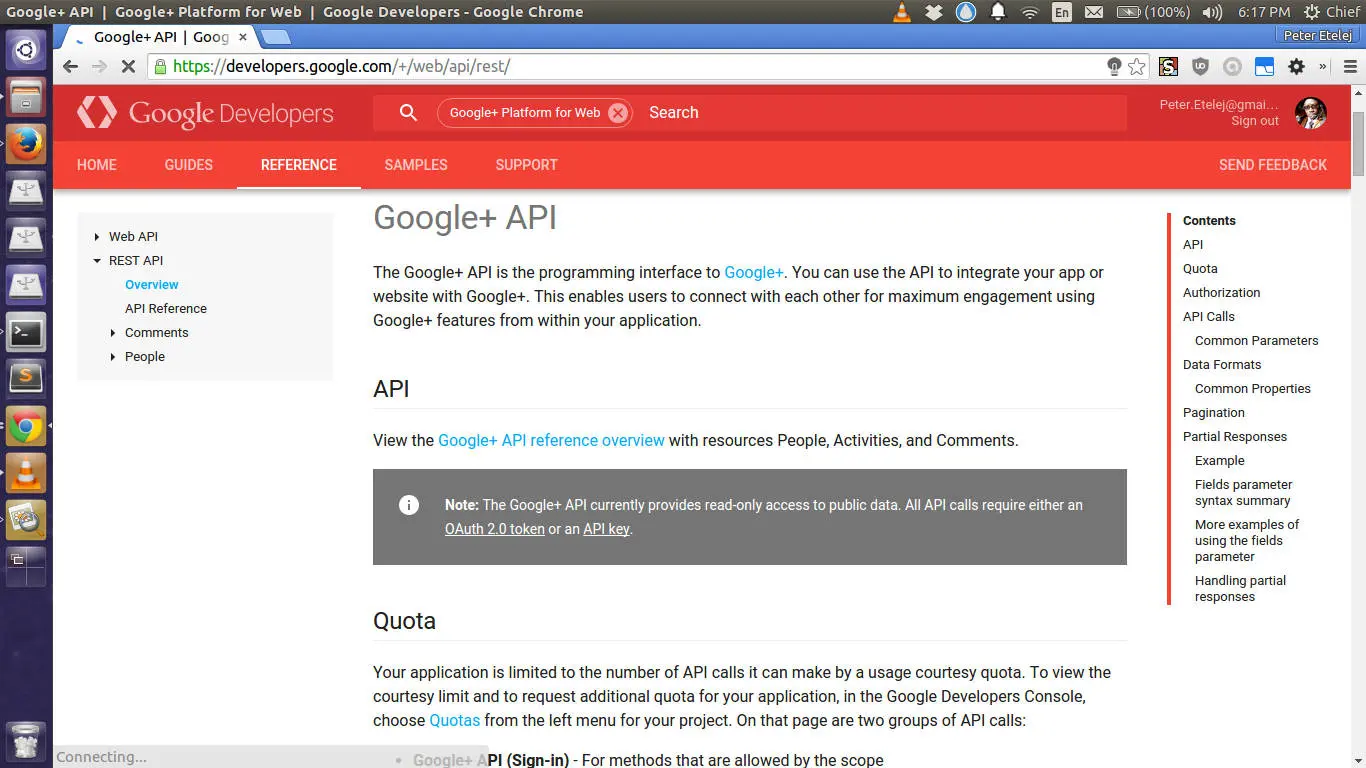 Google+ API | Google+ Platform for Web | Google Developers - Google Chrome
En
(100%)
6:17 PM
Chief
Google+ API | Goog
Peter Etelej
https://developers.google.com/+/web/api/rest/
Google Developers
Google+ Platform for Web
Search
Peter.Etelej@gmai...
Sign out
HOME
GUIDES
REFERENCE
SAMPLES
SUPPORT
SEND FEEDBACK
Web API
REST API
Overview
API Reference
Comments
People
Google+ API
The Google+ API is the programming interface to Google+. You can use the API to integrate your app or
website with Google+. This enables users to connect with each other for maximum engagement using
Google+ features from within your application.
API
View the Google+ API reference overview with resources People, Activities, and Comments.
Note: The Google+ API currently provides read-only access to public data. All API calls require either an
OAuth 2.0 token or an API key.
Quota
Your application is limited to the number of API calls it can make by a usage courtesy quota. To view the
courtesy limit and to request additional quota for your application, in the Google Developers Console,
choose Quotas from the left menu for your project. On that page are two groups of API calls:
Google+ API (Sign-in) - For methods that are allowed by the scope
Contents
API
Quota
Authorization
API Calls
Common Parameters
Data Formats
Common Properties
Pagination
Partial Responses
Example
Fields parameter
syntax summary
More examples of
using the fields
parameter
Handling partial
responses
Connecting...